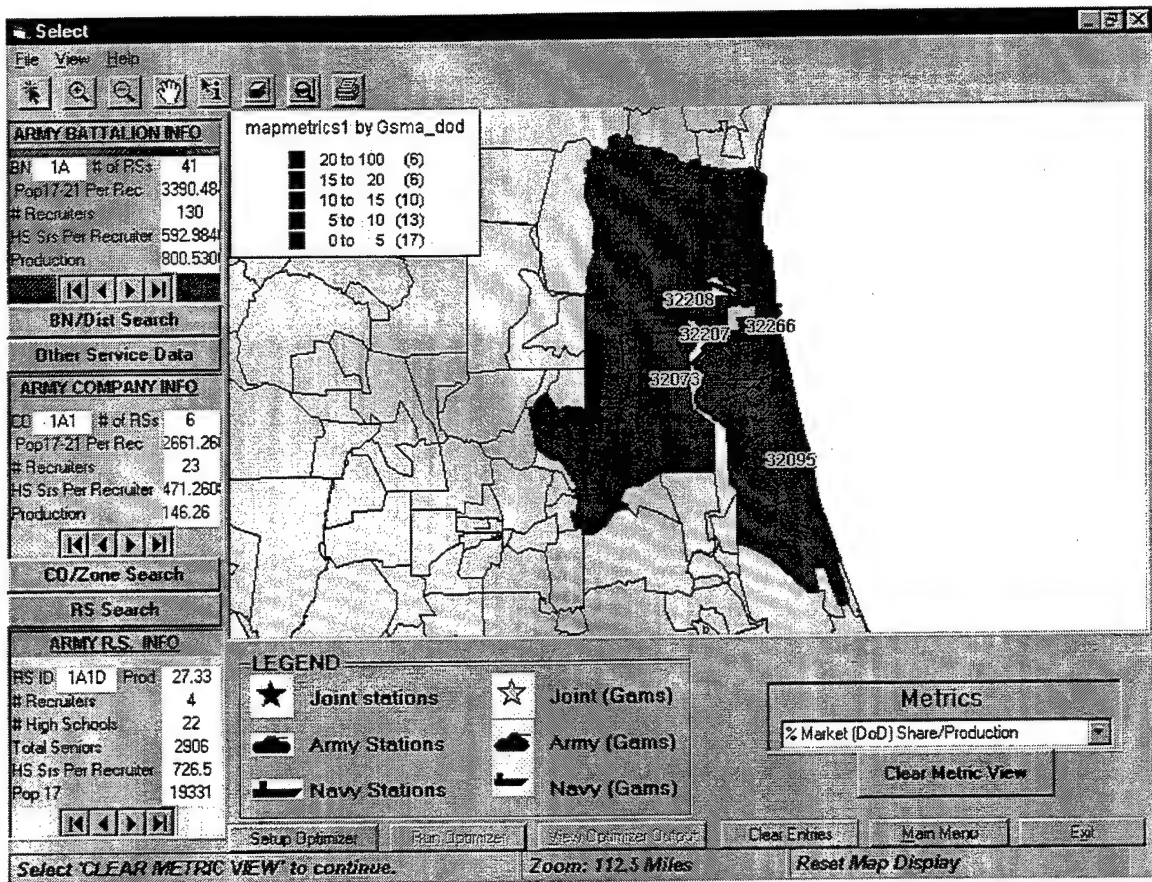 Select
File View Help
ARMY BATTALION INFO
BN 1A # of RSs 41
Pop17-21 Per Rec 3390.48
# Recruiters 130
HS Srs Per Recruiter 592.984
Production 800.530
BN/Dist Search
Other Service Data
ARMY COMPANY INFO
CO 1A1 # of RSs 6
Pop17-21 Per Rec 2661.26
# Recruiters 23
HS Srs Per Recruiter 471.260
Production 146.26
CO/Zone Search
RS Search
ARMY R.S. INFO
RS ID 1A1D Prod 27.33
# Recruiters 4
# High Schools 22
Total Seniors 2906
HS Srs Per Recruiter 726.5
Pop 17 19331
mapmetrics1 by Gsma_dod
20 to 100 (6)
15 to 20 (6)
10 to 15 (10)
5 to 10 (13)
0 to 5 (17)
32208
32207
32266
32073
32095
LEGEND
Joint stations
Joint (Gams)
Army Stations
Army (Gams)
Navy Stations
Navy (Gams)
Metrics
% Market (DoD) Share/Production
Clear Metric View
Setup Optimizer
Run Optimizer
View Optimizer Output
Clear Entries
Main Menu
Exit
Select 'CLEAR METRIC VIEW' to continue.
Zoom: 112.5 Miles
Reset Map Display